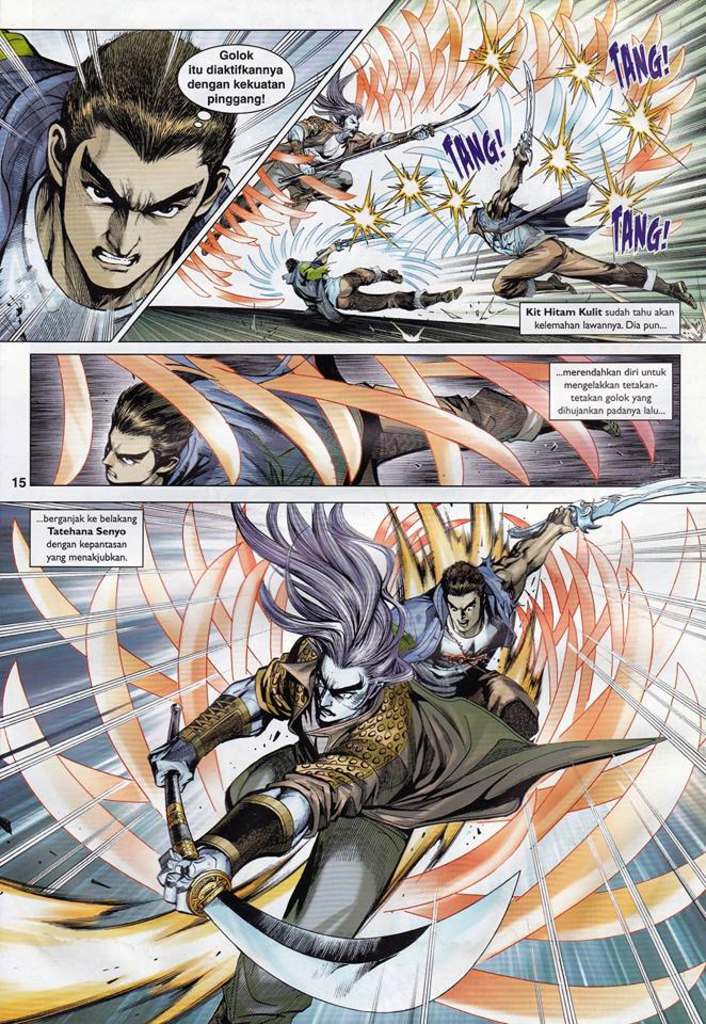 Golok
itu diaktifkannya
dengan kekuatan
pinggang!
TANG!
TANG!
TANG!
Kit Hitam Kulit sudah tahu akan
kelemahan lawannya. Dia pun...
...merendahkan diri untuk
mengelakkan tetakan-
tetakan golok yang
dihujankan padanya lalu...
15
...berganjak ke belakang
Tatehana Senyo
dengan kepantasan
yang menakjubkan.